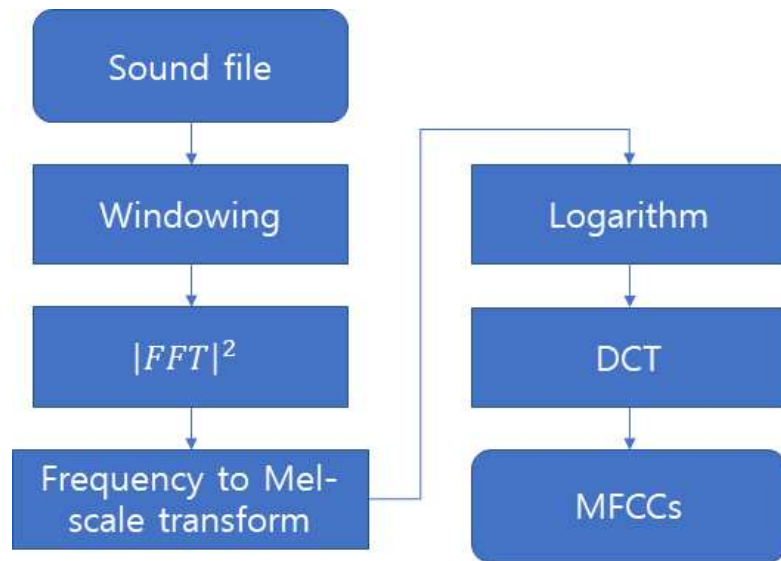 Sound file
Windowing
|FFT|²
Frequency to Mel-
scale transform
Logarithm
DCT
MFCCs